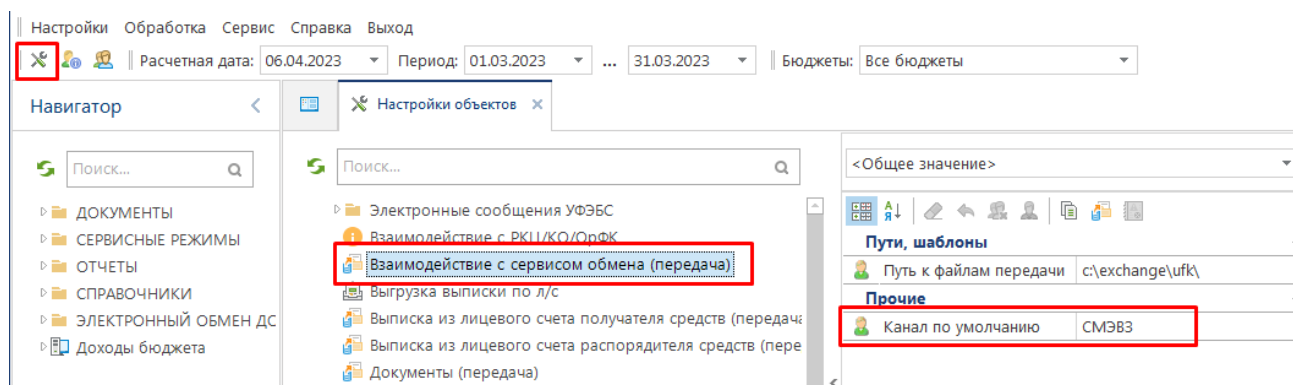 Настройки Обработка Сервис Справка Выход
Расчетная дата: 06.04.2023 Период: 01.03.2023 ... 31.03.2023 Бюджеты: Все бюджеты
Навигатор
Настройки объектов
Поиск...
ДОКУМЕНТЫ
СЕРВИСНЫЕ РЕЖИМЫ
ОТЧЕТЫ
СПРАВОЧНИКИ
ЭЛЕКТРОННЫЙ ОБМЕН ДС
Доходы бюджета
Поиск...
Электронные сообщения УФЭБС
Взаимодействие с РКЦ/КО/ОрФК
Взаимодействие с сервисом обмена (передача)
Выгрузка выписки по л/с
Выписка из лицевого счета получателя средств (передача
Выписка из лицевого счета распорядителя средств (пере
Документы (передача)
<Общее значение>
Пути, шаблоны
Путь к файлам передачи c:\exchange\ufk\
Прочие
Канал по умолчанию СМЭВ3